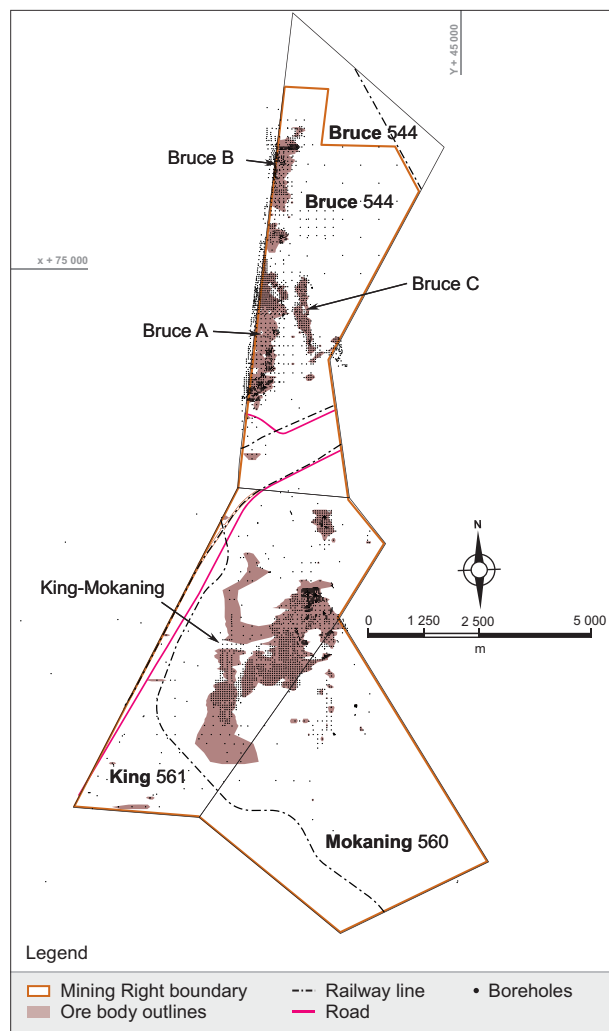 Y + 45 000
Bruce 544
Bruce B
Bruce 544
x + 75 000
Bruce C
Bruce A
N
King-Mokaning
0 1 250 2 500 5 000
m
King 561
Mokaning 560
Legend
Mining Right boundary
Railway line
Boreholes
Ore body outlines
Road